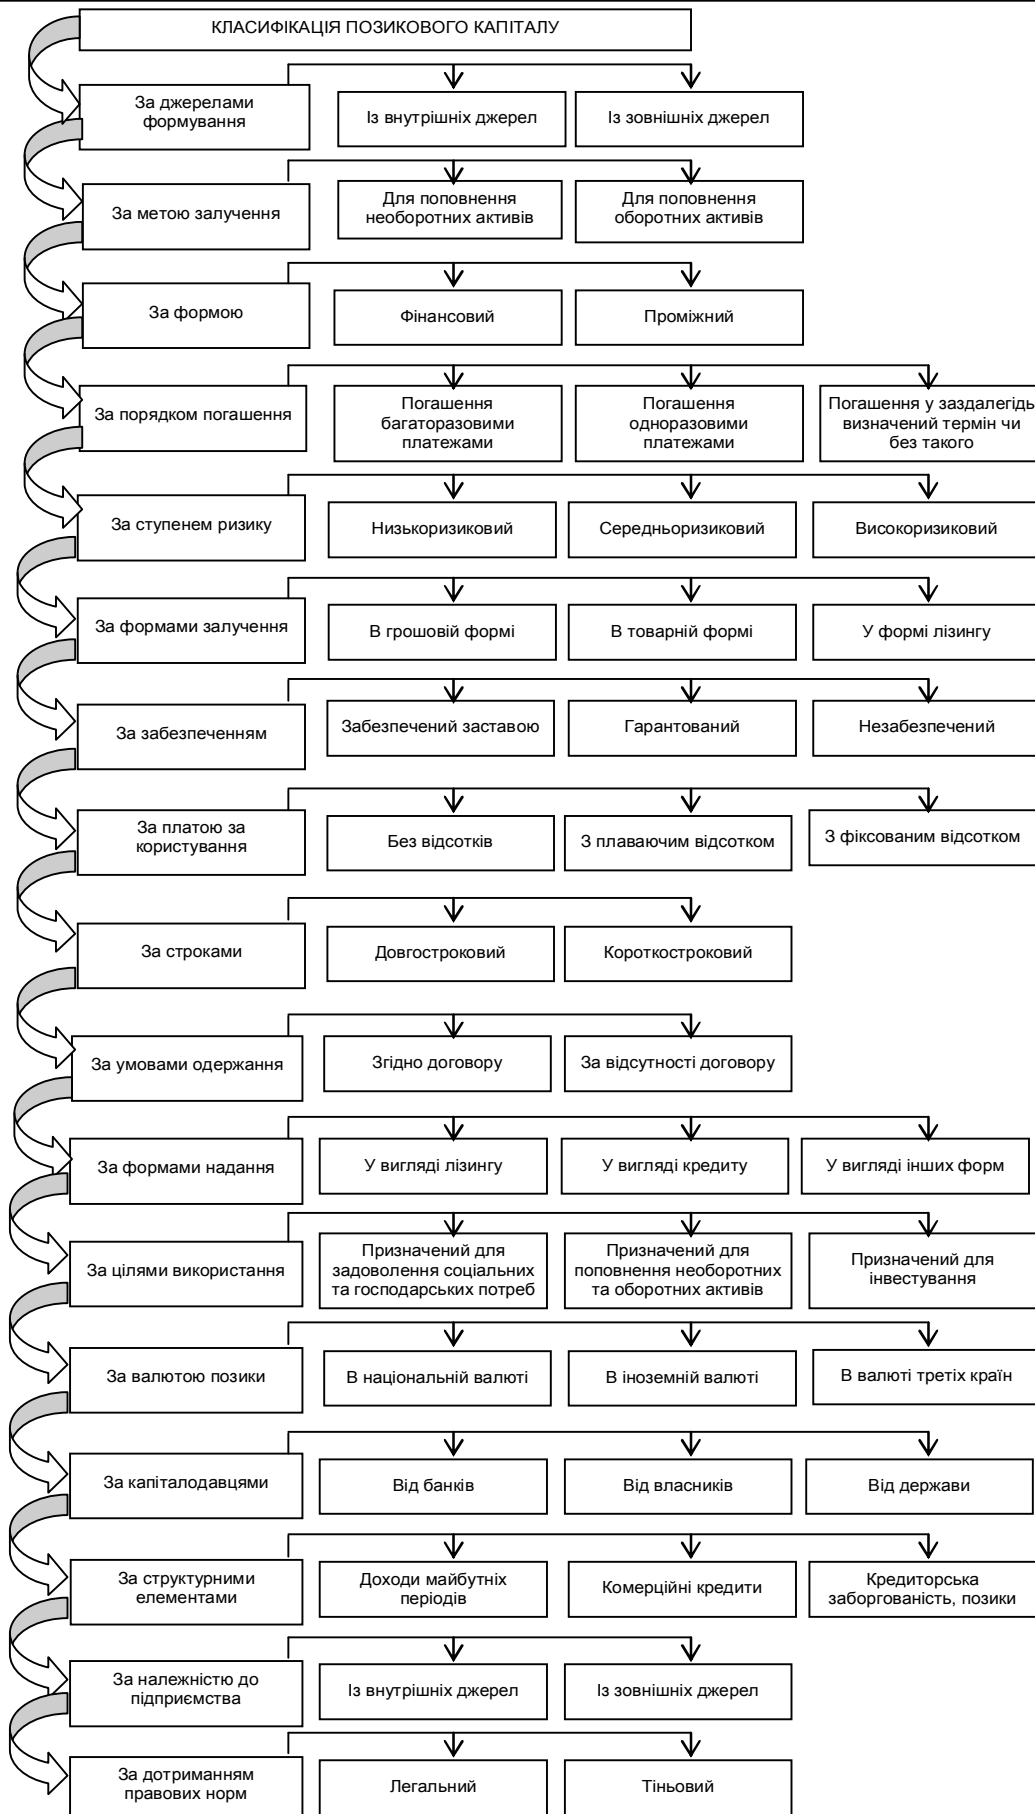 КЛАСИФІКАЦІЯ ПОЗИКОВОГО КАПІТАЛУ
За джерелами
формування
Із внутрішніх джерел
Із зовнішніх джерел
За метою залучення
Для поповнення
необоротних активів
Для поповнення
оборотних активів
За формою
Фінансовий
Проміжний
За порядком погашення
Погашення
багаторазовими
платежами
Погашення
одноразовими
платежами
Погашення у заздалегідь
визначений термін чи
без такого
За ступенем ризику
Низькоризиковий
Середньоризиковий
Високоризиковий
За формами залучення
В грошовій формі
В товарній формі
У формі лізингу
За забезпеченням
Забезпечений заставою
Гарантований
Незабезпечений
За платою за
користування
Без відсотків
З плаваючим відсотком
З фіксованим відсотком
За строками
Довгостроковий
Короткостроковий
За умовами одержання
Згідно договору
За відсутності договору
За формами надання
У вигляді лізингу
У вигляді кредиту
У вигляді інших форм
За цілями використання
Призначений для
задоволення соціальних
та господарських потреб
Призначений для
поповнення необоротних
та оборотних активів
Призначений для
інвестування
За валютою позики
В національній валюті
В іноземній валюті
В валюті третіх країн
За капіталодавцями
Від банків
Від власників
Від держави
За структурними
елементами
Доходи майбутніх
періодів
Комерційні кредити
Кредиторська
заборгованість, позики
За належністю до
підприємства
Із внутрішніх джерел
Із зовнішніх джерел
За дотриманням
правових норм
Легальний
Тіньовий